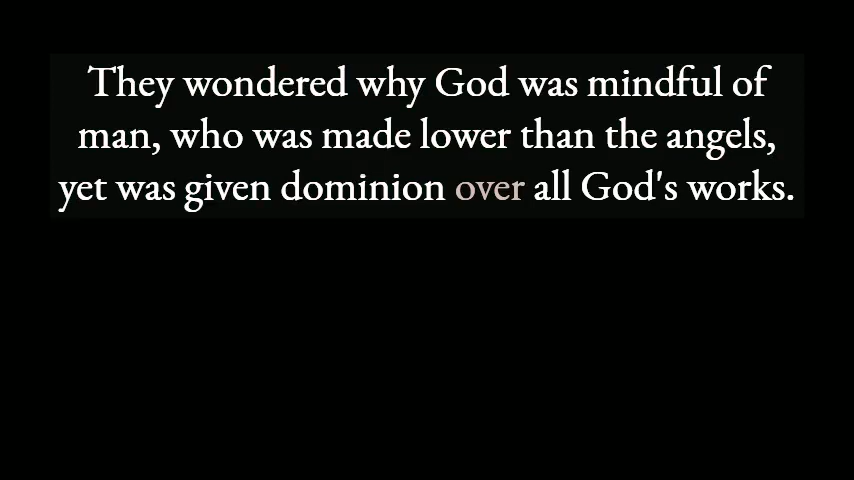 They wondered why God was mindful of
man, who was made lower than the angels,
yet was given dominion over all God's works.